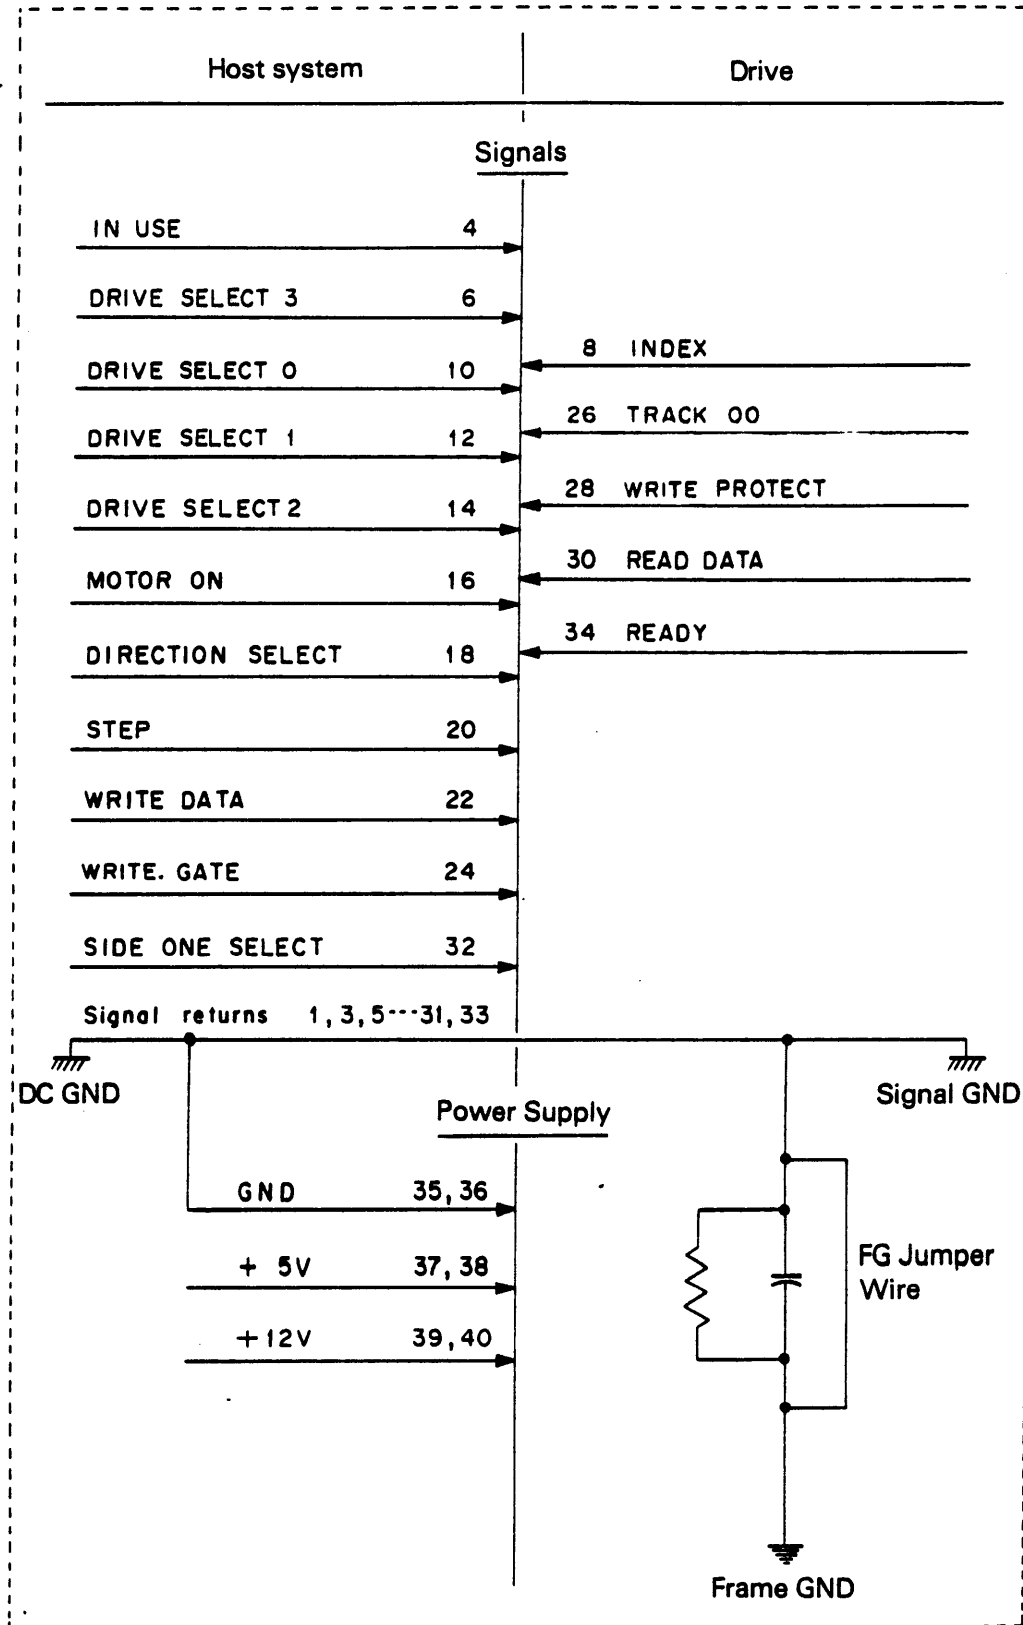 Host system Drive
Signals
IN USE 4
DRIVE SELECT 3 6
8 INDEX
DRIVE SELECT 0 10
26 TRACK 00
DRIVE SELECT 1 12
28 WRITE PROTECT
DRIVE SELECT 2 14
30 READ DATA
MOTOR ON 16
34 READY
DIRECTION SELECT 18
STEP 20
WRITE DATA 22
WRITE. GATE 24
SIDE ONE SELECT 32
Signal returns 1, 3, 5---31, 33
DC GND Signal GND
Power Supply
GND 35, 36
+ 5V 37, 38
FG Jumper
Wire
+12V 39, 40
Frame GND